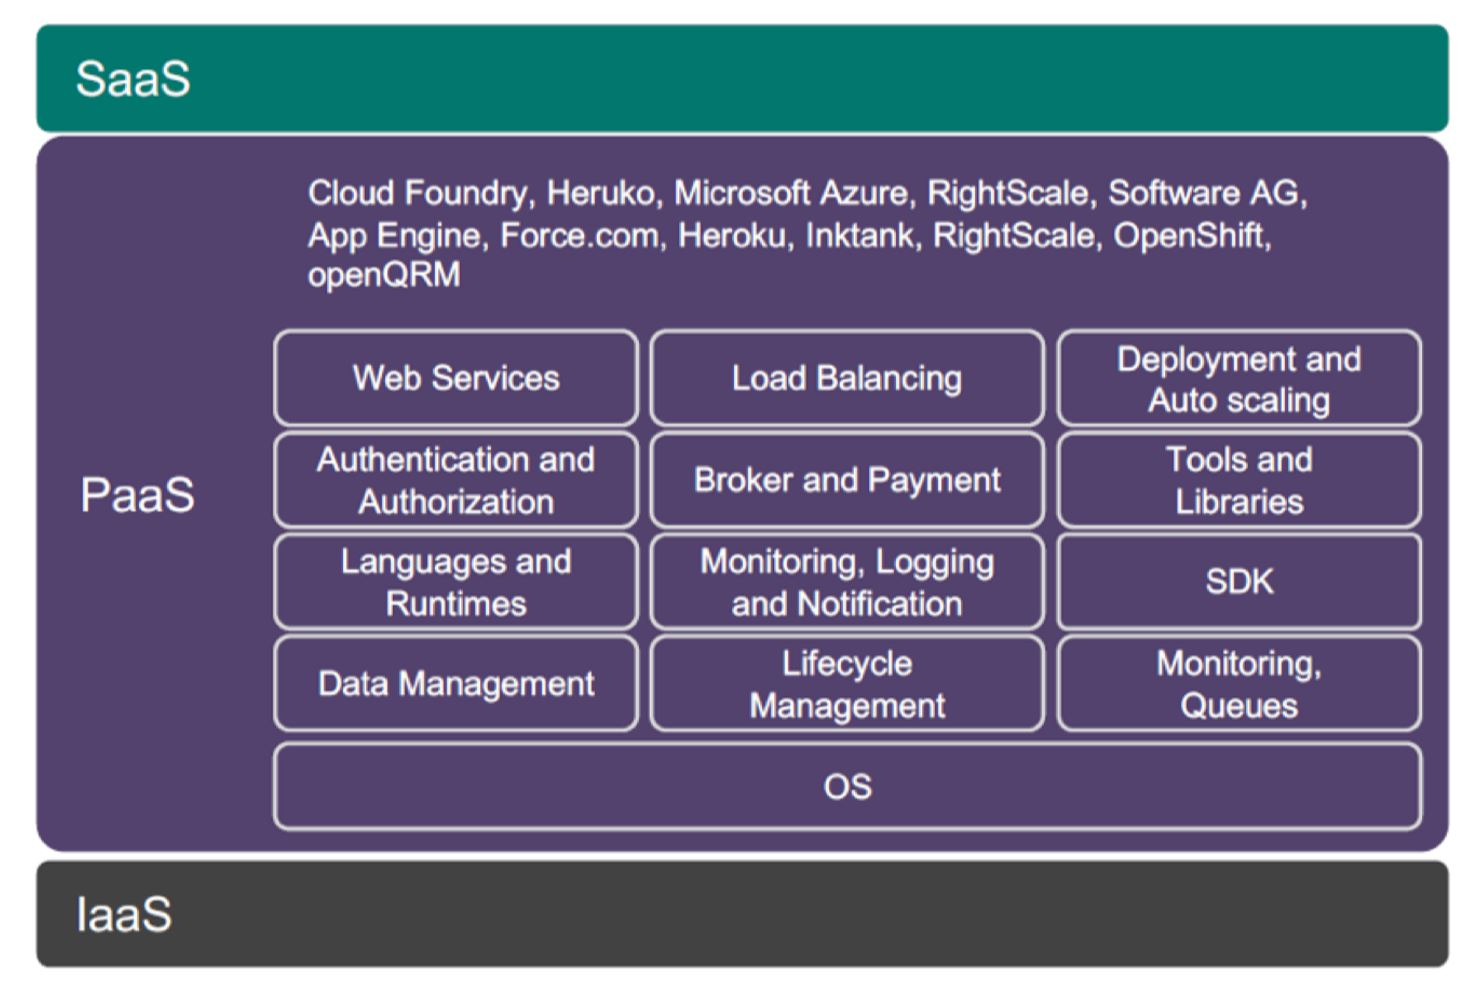 SaaS
Cloud Foundry, Heruko, Microsoft Azure, RightScale, Software AG,
App Engine, Force.com, Heroku, Inktank, RightScale, OpenShift,
openQRM
PaaS
Web Services
Load Balancing
Deployment and
Auto scaling
Authentication and
Authorization
Broker and Payment
Tools and
Libraries
Languages and
Runtimes
Monitoring, Logging
and Notification
SDK
Data Management
Lifecycle
Management
Monitoring,
Queues
OS
IaaS